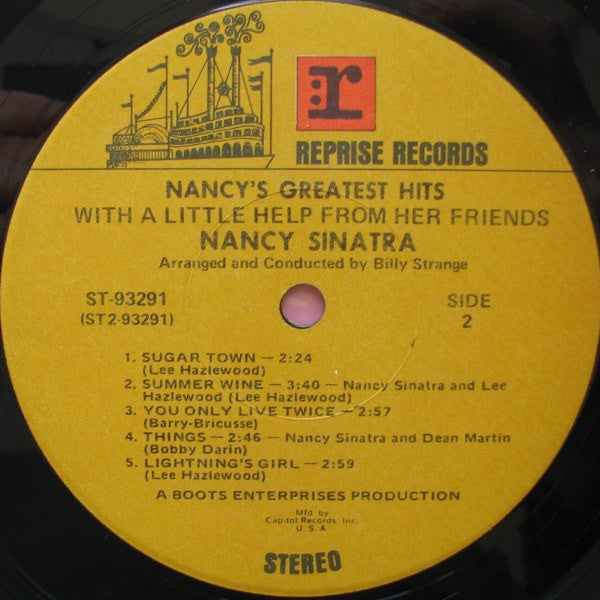 r:
REPRISE RECORDS
NANCY'S GREATEST HITS
WITH A LITTLE HELP FROM HER FRIENDS
NANCY SINATRA
Arranged and Conducted by Billy Strange
ST-93291
(ST2-93291)
SIDE
2
1. SUGAR TOWN — 2:24
(Lee Hazlewood)
2. SUMMER WINE — 3:40 — Nancy Sinatra and Lee
Hazlewood (Lee Hazlewood)
3. YOU ONLY LIVE TWICE — 2:57
(Barry-Bricusse)
4. THINGS — 2:46 — Nancy Sinatra and Dean Martin
(Bobby Darin)
5. LIGHTNING'S GIRL — 2:59
(Lee Hazlewood)
A BOOTS ENTERPRISES PRODUCTION
Mfd. by
Capitol Records, Inc.
U. S. A
STEREO